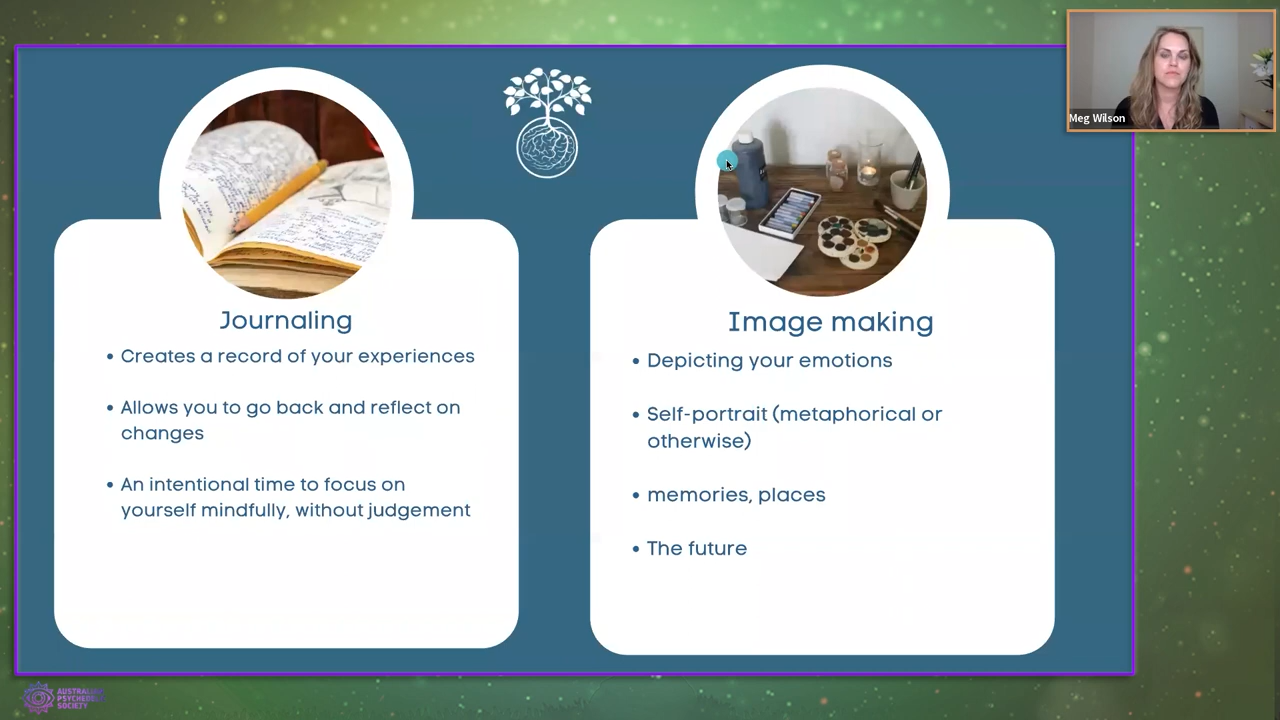 Meg Wilson
Journaling
• Creates a record of your experiences
• Allows you to go back and reflect on
changes
• An intentional time to focus on
yourself mindfully, without judgement
Image making
• Depicting your emotions
• Self-portrait (metaphorical or
otherwise)
• memories, places
• The future
SOCIETY